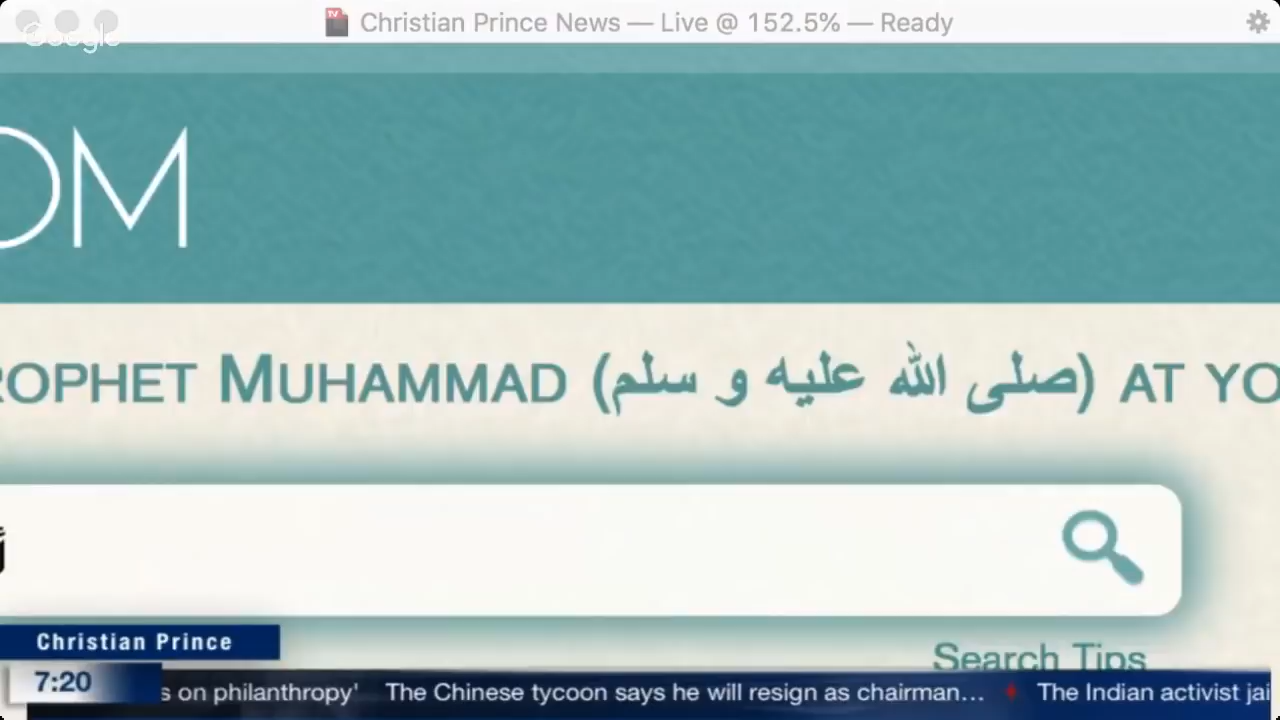 Christian Prince News — Live @ 152.5% — Ready
Google
OM
ROPHET MUHAMMAD (صلى الله عليه و سلم) AT YO
Search Tips
Christian Prince
7:20
s on philanthropy' The Chinese tycoon says he will resign as chairman... The Indian activist jai